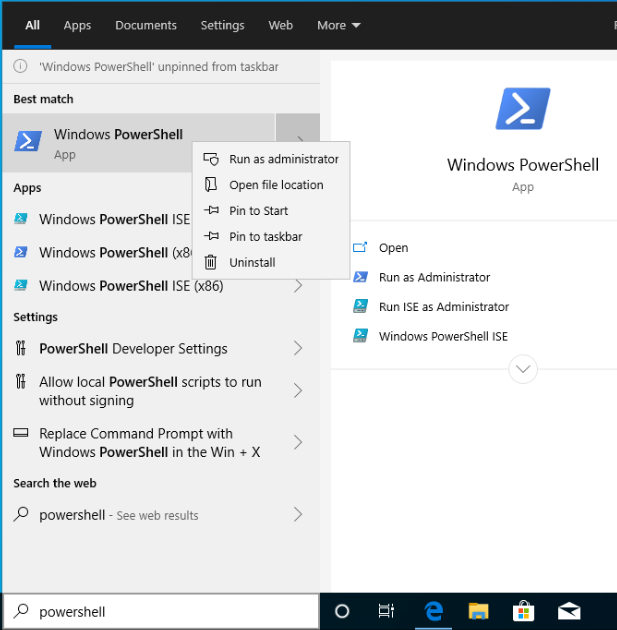 All Apps Documents Settings Web More
'Windows PowerShell' unpinned from taskbar
Best match
Windows PowerShell
App
Run as administrator
Open file location
Pin to Start
Pin to taskbar
Uninstall
Apps
Windows PowerShell ISE
Windows PowerShell (x86
Windows PowerShell ISE (x86)
Settings
PowerShell Developer Settings
Allow local PowerShell scripts to run
without signing
Replace Command Prompt with
Windows PowerShell in the Win + X
Search the web
powershell - See web results
Windows PowerShell
App
Open
Run as Administrator
Run ISE as Administrator
Windows PowerShell ISE
powershell